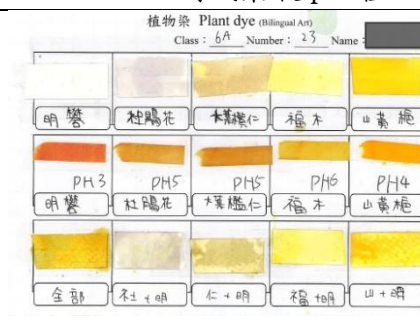 植物染 Plant dye (Bilingual Art)
Class: 6A Number: 23 Name:
明礬 杜鵑花 大葉欖仁 福木 山黃梔
PH3 PH5 PH5 PH6 PH4
明礬 杜鵑花 大葉欖仁 福木 山黃梔
全部 杜+明 仁+明 福+明 山+明